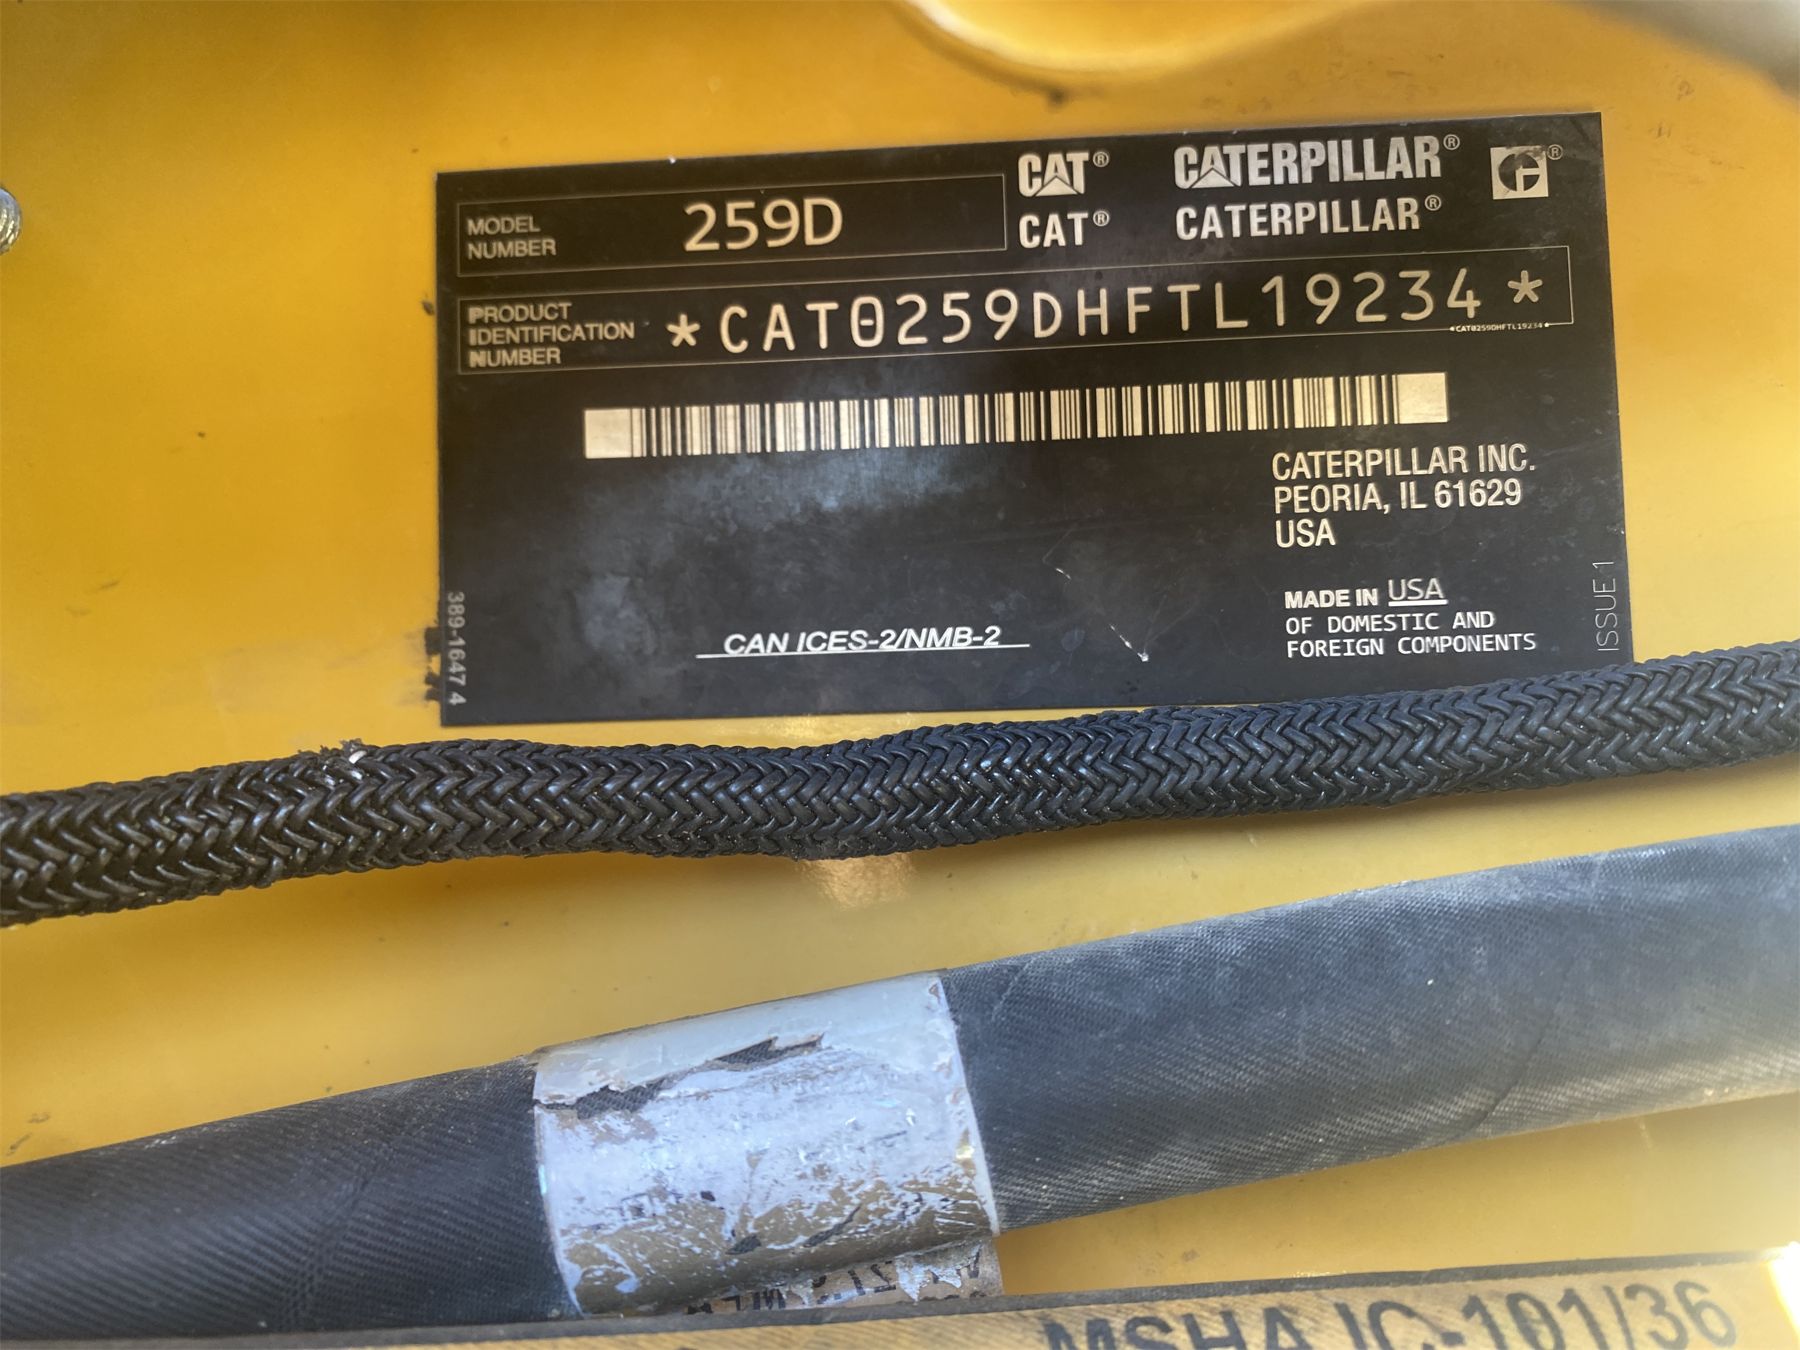 MODEL
NUMBER
259D
CAT® CATERPILLAR® ®
CAT® CATERPILLAR®
PRODUCT
IDENTIFICATION
NUMBER
*CAT0259DHFTL19234*
*CAT0259DHFTL19234*
CATERPILLAR INC.
PEORIA, IL 61629
USA
MADE IN USA
OF DOMESTIC AND
FOREIGN COMPONENTS
CAN ICES-2/NMB-2
389-1647 4
ISSUE 1
MSHA IC-101/36